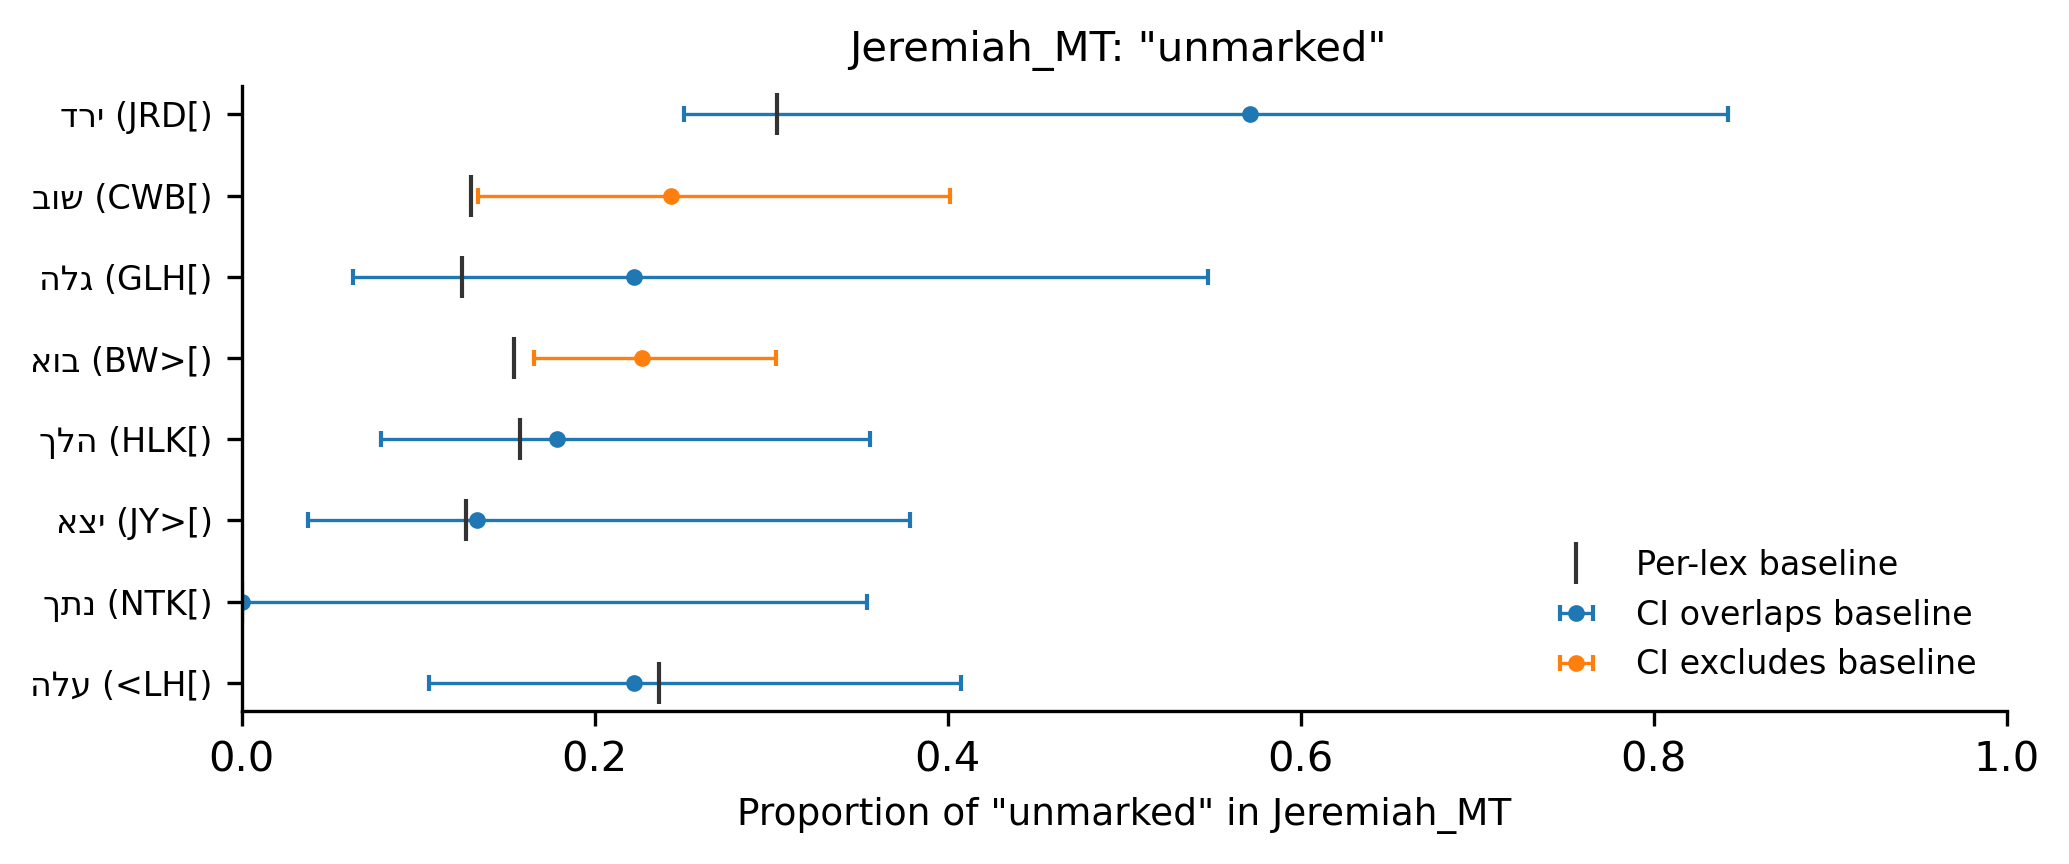 Jeremiah_MT: "unmarked"
ירד (JRD[)
שוב (CWB[)
גלה (GLH[)
בוא (BW>[)
הלך (HLK[)
יצא (JY>[)
נתך (NTK[)
עלה (<LH[)
Per-lex baseline
CI overlaps baseline
CI excludes baseline
0.0 0.2 0.4 0.6 0.8 1.0
Proportion of "unmarked" in Jeremiah_MT